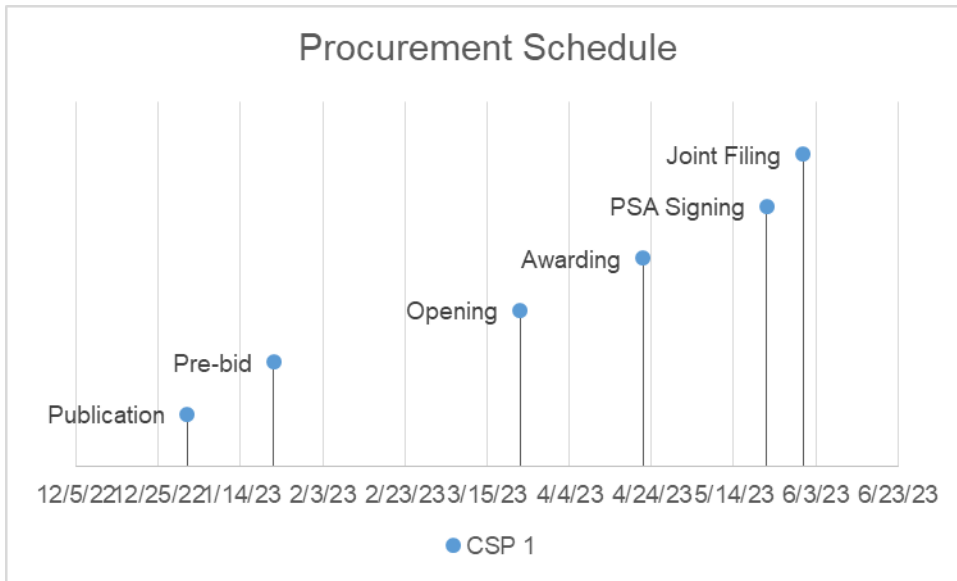 Procurement Schedule
Joint Filing
PSA Signing
Awarding
Opening
Pre-bid
Publication
12/5/22 12/25/22 1/14/23 2/3/23 2/23/23 3/15/23 4/4/23 4/24/23 5/14/23 6/3/23 6/23/23
CSP 1